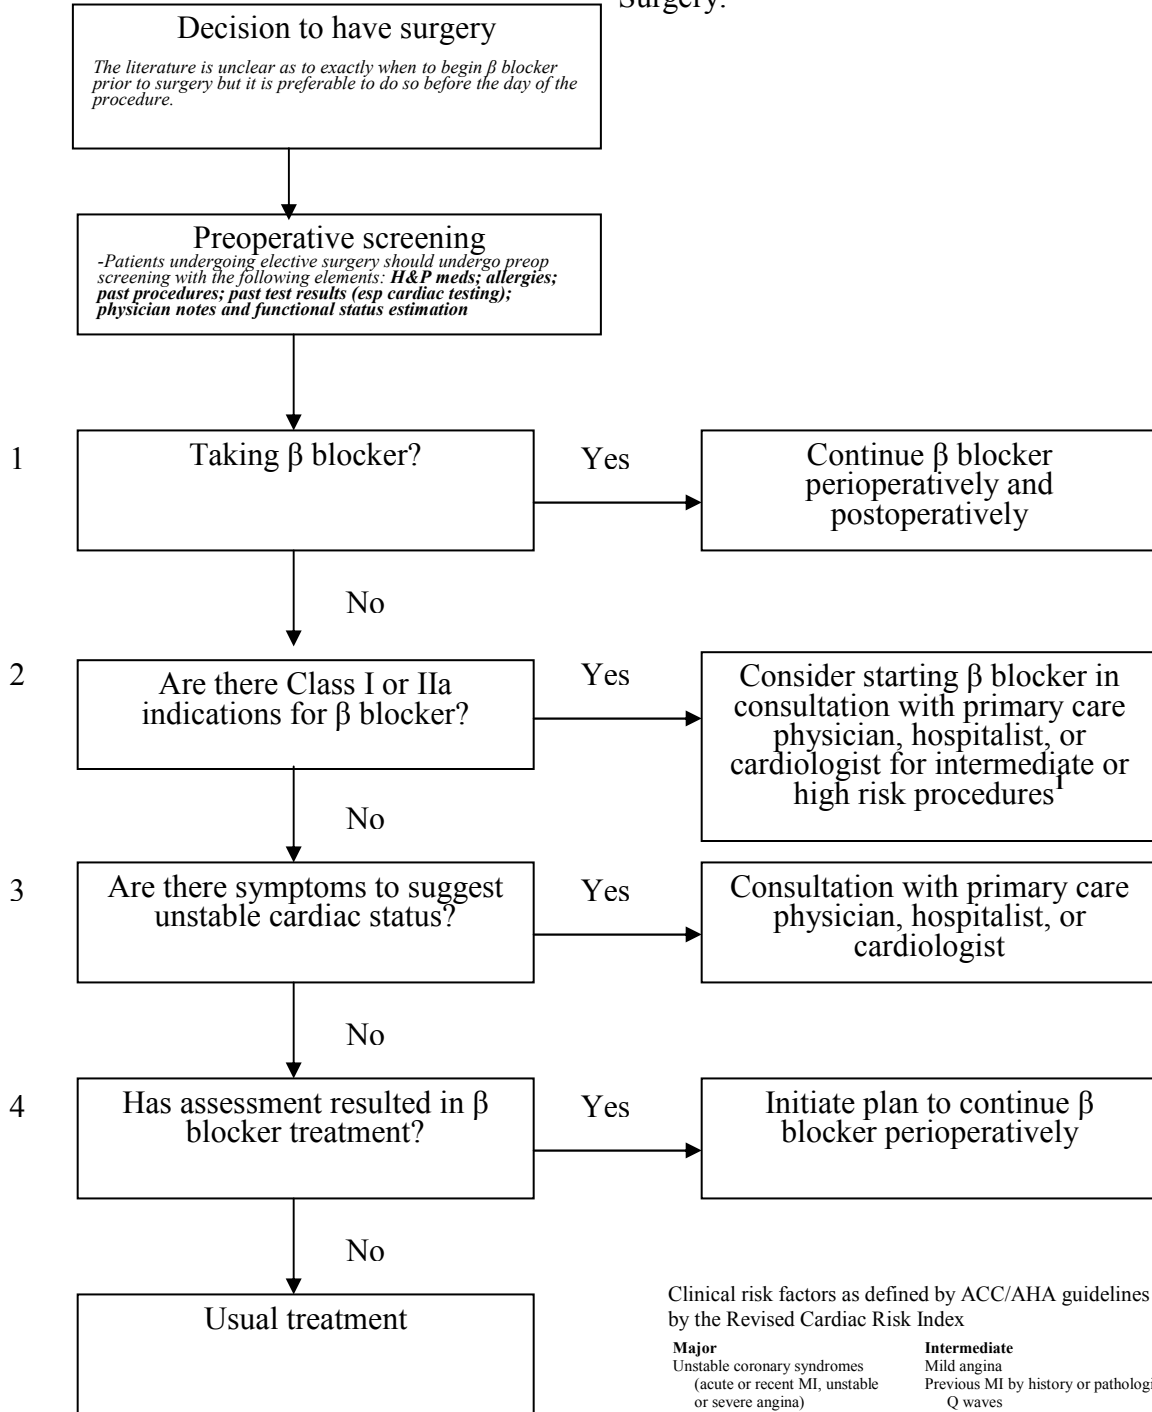 Surgery.
Decision to have surgery
The literature is unclear as to exactly when to begin β blocker
prior to surgery but it is preferable to do so before the day of the
procedure.
Preoperative screening
-Patients undergoing elective surgery should undergo preop
screening with the following elements: H&P meds; allergies;
past procedures; past test results (esp cardiac testing);
physician notes and functional status estimation
1
Taking β blocker?
Yes
Continue β blocker
perioperatively and
postoperatively
No
2
Are there Class I or IIa
indications for β blocker?
Yes
Consider starting β blocker in
consultation with primary care
physician, hospitalist, or
cardiologist for intermediate or
high risk procedures¹
No
3
Are there symptoms to suggest
unstable cardiac status?
Yes
Consultation with primary care
physician, hospitalist, or
cardiologist
No
4
Has assessment resulted in β
blocker treatment?
Yes
Initiate plan to continue β
blocker perioperatively
No
Usual treatment
Clinical risk factors as defined by ACC/AHA guidelines
by the Revised Cardiac Risk Index
Major
Unstable coronary syndromes
(acute or recent MI, unstable
or severe angina)
Intermediate
Mild angina
Previous MI by history or pathologi
Q waves